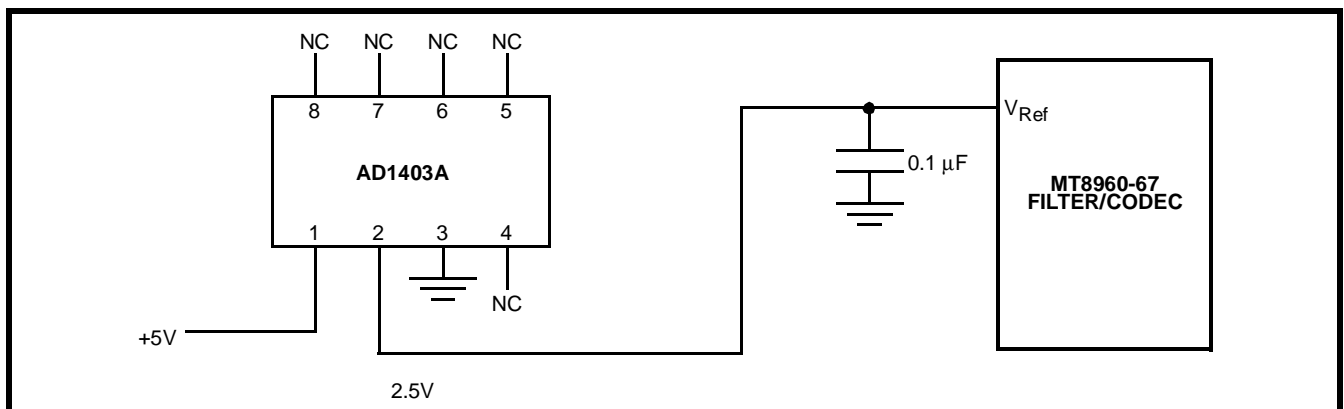 NC NC NC NC
8 7 6 5
AD1403A
1 2 3 4
NC
+5V
2.5V
0.1 μF
VRef
MT8960-67
FILTER/CODEC